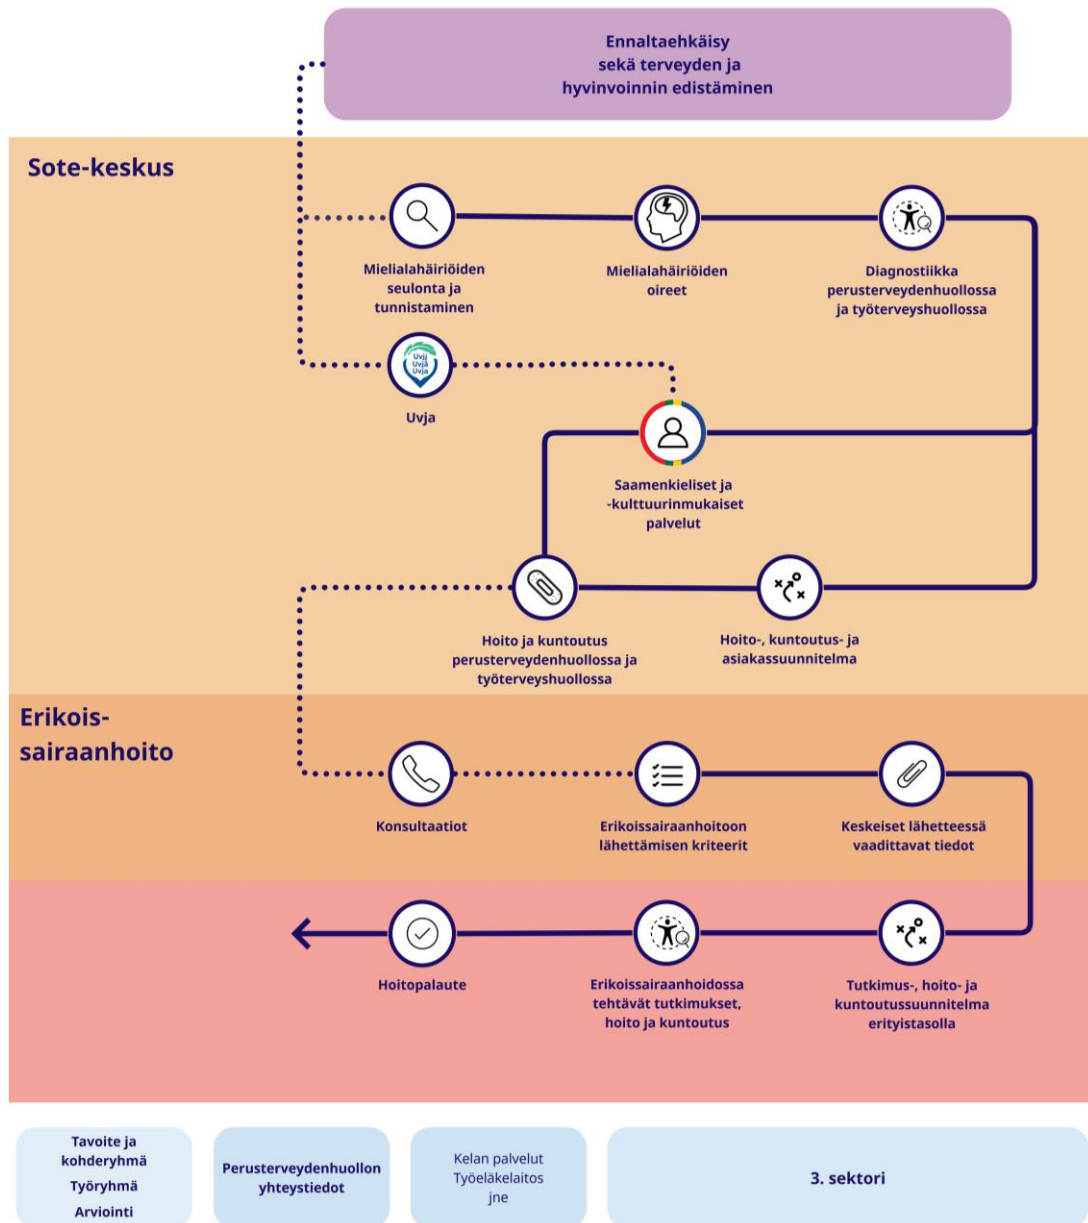 Ennaltaehkäisy
sekä terveyden ja
hyvinvoinnin edistäminen
Sote-keskus
Mielialahäiriöiden
seulonta ja
tunnistaminen
Mielialahäiriöiden
oireet
Diagnostiikka
perusterveydenhuollossa
ja työterveyshuollossa
Uvjj
Uvjâ
Uvja
Uvja
Saamenkieliset ja
-kulttuurinmukaiset
palvelut
Hoito ja kuntoutus
perusterveydenhuollossa ja
työterveyshuollossa
Hoito-, kuntoutus- ja
asiakassuunnitelma
Erikois-
sairaanhoito
Konsultaatiot
Erikoissairaanhoitoon
lähettämisen kriteerit
Keskeiset lähetteessä
vaadittavat tiedot
Hoitopalaute
Erikoissairaanhoidossa
tehtävät tutkimukset,
hoito ja kuntoutus
Tutkimus-, hoito- ja
kuntoutussuunnitelma
erityistasolla
Tavoite ja
kohderyhmä
Työryhmä
Arviointi
Perusterveydenhuollon
yhteystiedot
Kelan palvelut
Työeläkelaitos
jne
3. sektori